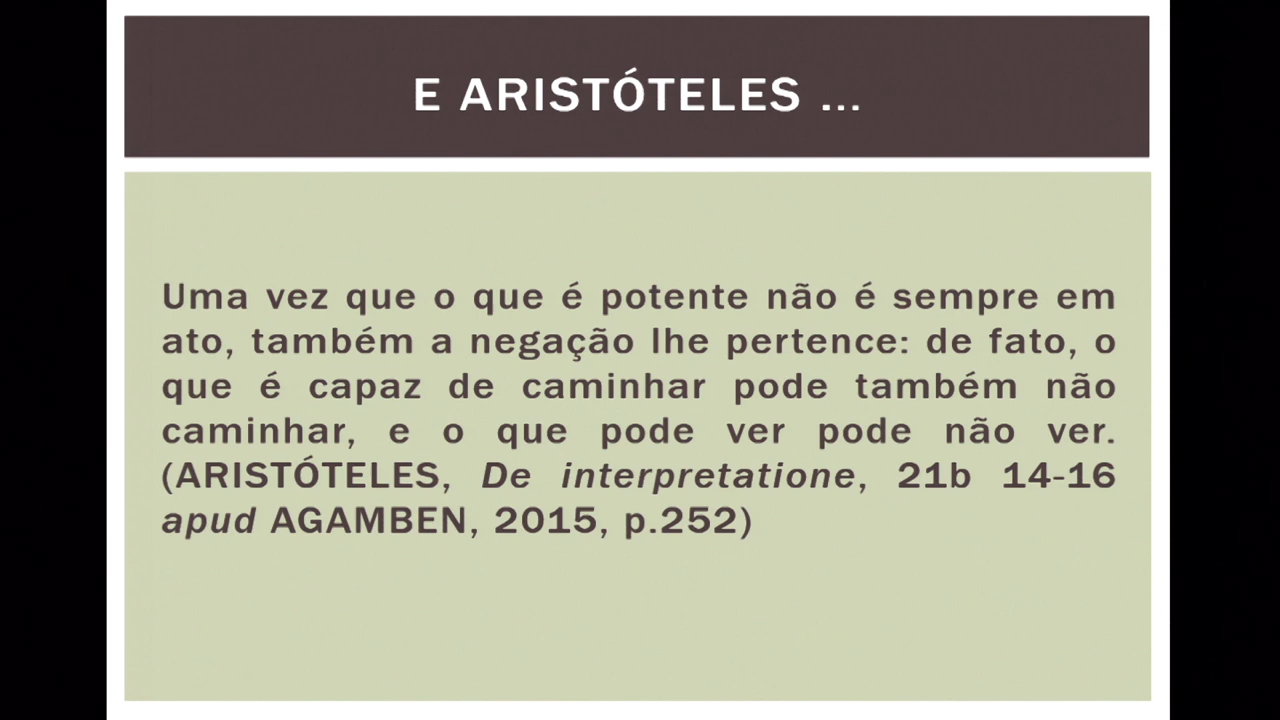 E ARISTÓTELES ...
Uma vez que o que é potente não é sempre em
ato, também a negação lhe pertence: de fato, o
que é capaz de caminhar pode também não
caminhar, e o que pode ver pode não ver.
(ARISTÓTELES, De interpretatione, 21b 14-16
apud AGAMBEN, 2015, p.252)